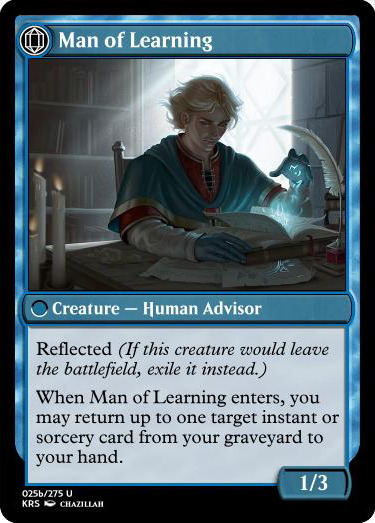 Man of Learning
Creature — Human Advisor
Reflected (If this creature would leave
the battlefield, exile it instead.)
When Man of Learning enters, you
may return up to one target instant or
sorcery card from your graveyard to
your hand.
1/3
025b/275 U
KRS CHAZILLAH